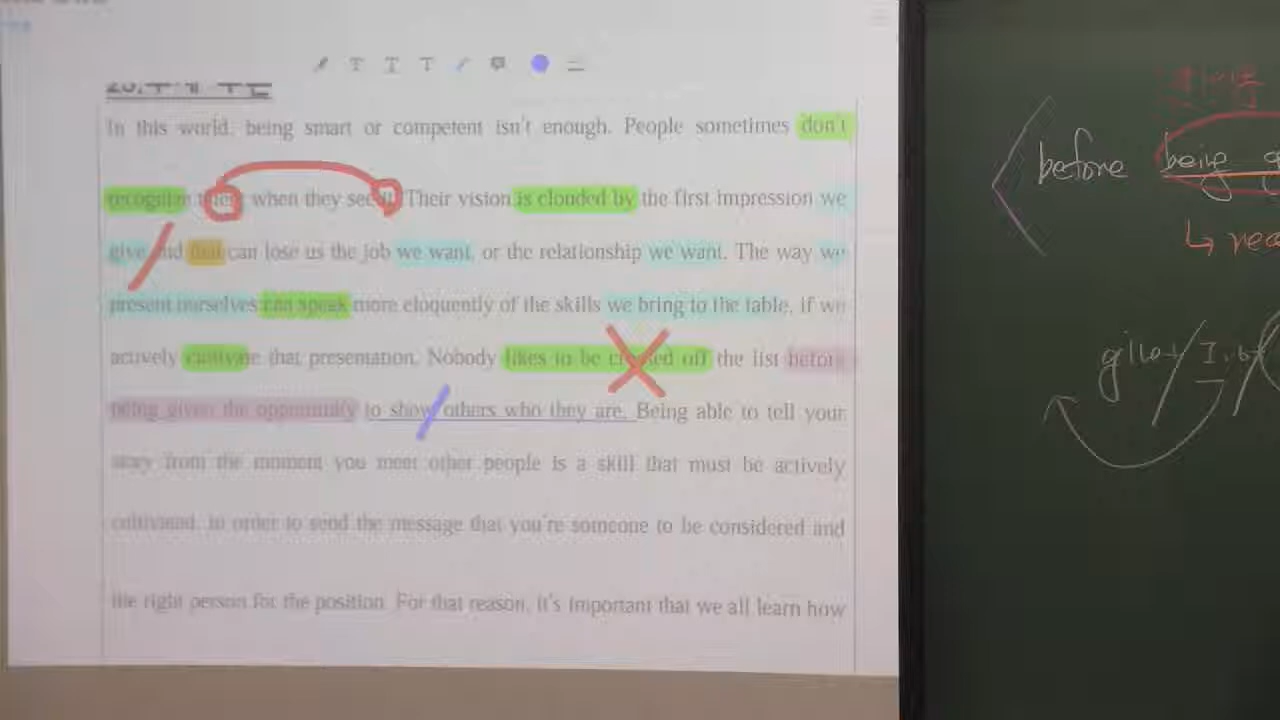 In this world, being smart or competent isn't enough. People sometimes don't
recognize when they see Their vision is clouded by the first impression we
give and that can lose us the job we want, or the relationship we want. The way we
present ourselves can speak more eloquently of the skills we bring to the table, if we
actively cultivate that presentation. Nobody likes to be crossed off the list before
being given the opportunity to show others who they are. Being able to tell your
story from the moment you meet other people is a skill that must be actively
cultivated, in order to send the message that you're someone to be considered and
the right person for the position. For that reason, it's important that we all learn how
before being